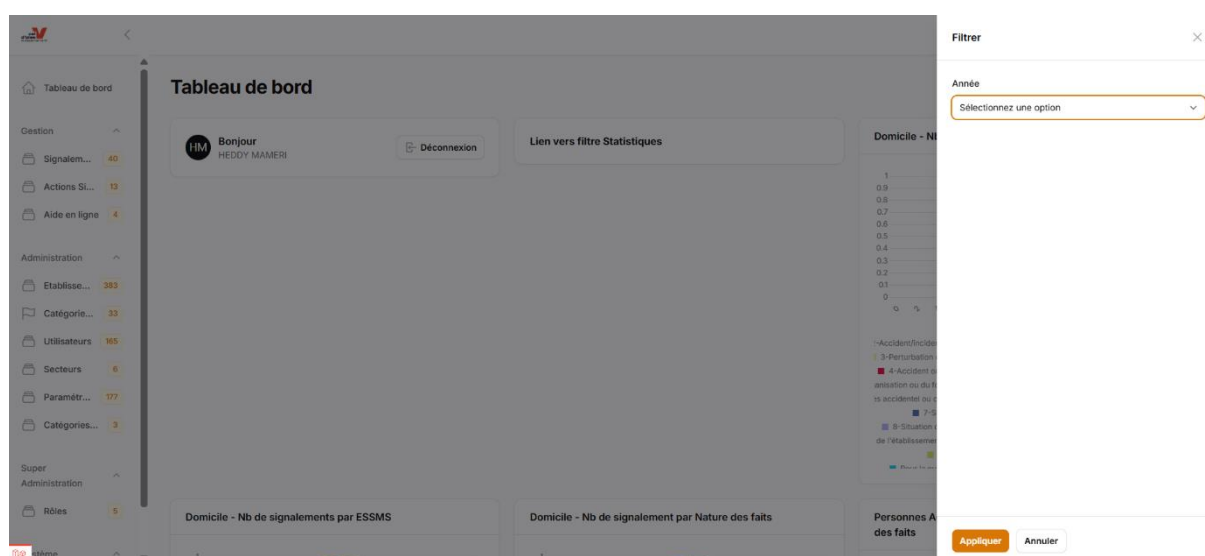 Filtrer
Tableau de bord
Tableau de bord
Année
Sélectionnez une option
Gestion
Bonjour
HEDDY MAMERI
HM
Déconnexion
Lien vers filtre Statistiques
Domicile - N
Signalem... 40
Actions Si... 13
Aide en ligne 4
1
0.9
0.8
0.7
0.6
0.5
0.4
0.3
0.2
0.1
0
Administration
Etablisse... 383
Catégorie... 33
Utilisateurs 165
Secteurs 6
Paramétr... 177
Catégories... 3
-Accident/incide
3-Perturbation
4-Accident o
anisation ou du f
es accidentel ou
7-S
8-Situation
de l'établisseme
Super
Administration
Rôles 5
Domicile - Nb de signalements par ESSMS
Domicile - Nb de signalement par Nature des faits
Personnes A
des faits
Appliquer
Annuler